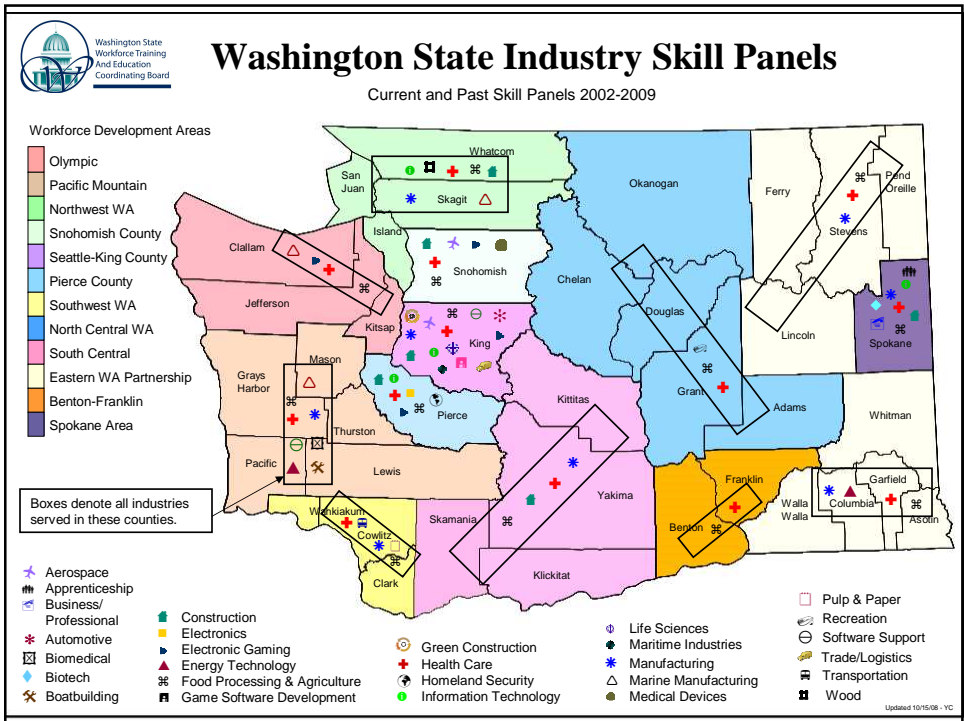 Washington State
Workforce Training
And Education
Coordinating Board
Washington State Industry Skill Panels
Current and Past Skill Panels 2002-2009
Workforce Development Areas
Olympic
Pacific Mountain
Northwest WA
Snohomish County
Seattle-King County
Pierce County
Southwest WA
North Central WA
South Central
Eastern WA Partnership
Benton-Franklin
Spokane Area
Whatcom
San
Juan
Skagit
Island
Okanogan
Ferry
Pend
Oreille
Stevens
Clallam
Snohomish
Chelan
Jefferson
Douglas
Lincoln
Spokane
Kitsap
King
Mason
Grays
Harbor
Grant
Adams
Kittitas
Pierce
Whitman
Thurston
Pacific
Lewis
Yakima
Franklin
Garfield
Columbia
Walla
Walla
Asotin
Benton
Wahkiakum
Cowlitz
Skamania
Clark
Klickitat
Boxes denote all industries
served in these counties.
Aerospace
Apprenticeship
Business/
Professional
Automotive
Biomedical
Biotech
Boatbuilding
Construction
Electronics
Electronic Gaming
Energy Technology
Food Processing & Agriculture
Game Software Development
Green Construction
Health Care
Homeland Security
Information Technology
Life Sciences
Maritime Industries
Manufacturing
Marine Manufacturing
Medical Devices
Pulp & Paper
Recreation
Software Support
Trade/Logistics
Transportation
Wood
Updated 10/15/08 - YC